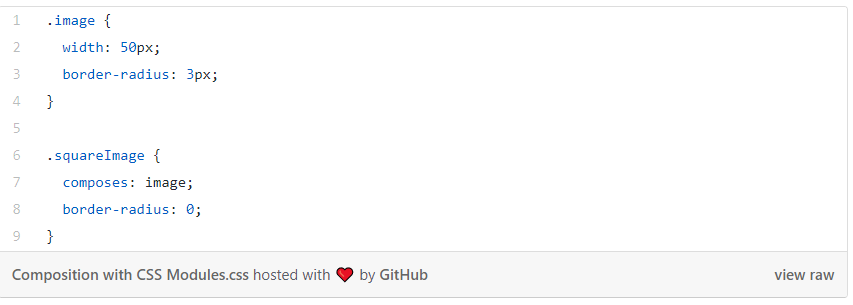 1 .image {
2 width: 50px;
3 border-radius: 3px;
4 }
5
6 .squareImage {
7 composes: image;
8 border-radius: 0;
9 }
Composition with CSS Modules.css hosted with ❤ by GitHub view raw